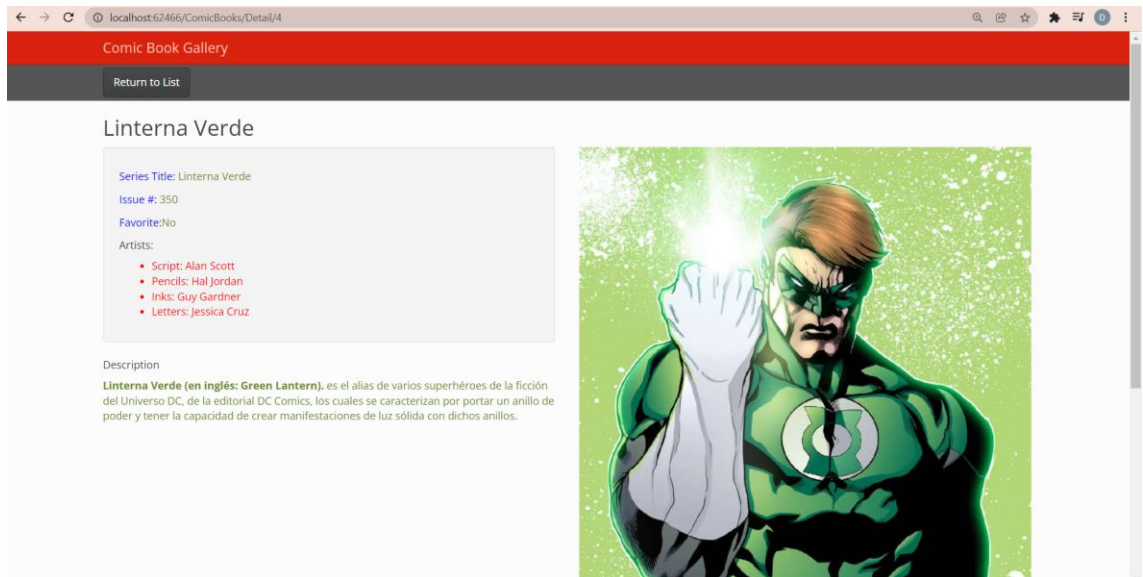 localhost:62466/ComicBooks/Detail/4
D
Comic Book Gallery
Return to List
Linterna Verde
Series Title: Linterna Verde
Issue #: 350
Favorite:No
Artists:
• Script: Alan Scott
• Pencils: Hal Jordan
• Inks: Guy Gardner
• Letters: Jessica Cruz
Description
Linterna Verde (en inglés: Green Lantern). es el alias de varios superhéroes de la ficción
del Universo DC, de la editorial DC Comics, los cuales se caracterizan por portar un anillo de
poder y tener la capacidad de crear manifestaciones de luz sólida con dichos anillos.